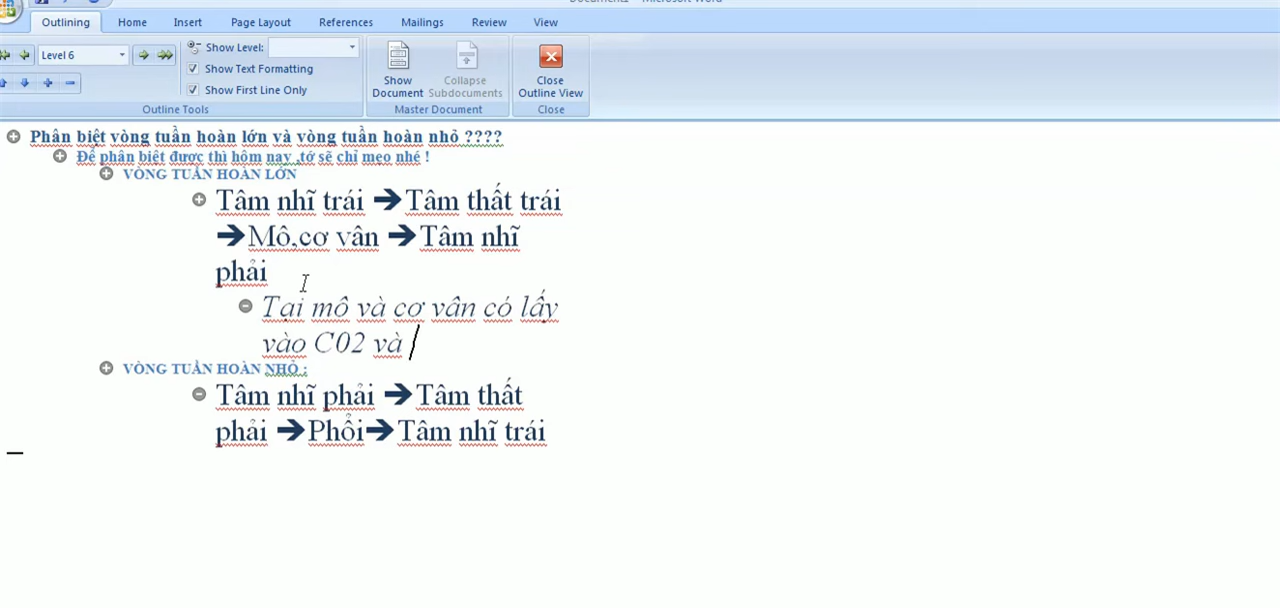 Outlining Home Insert Page Layout References Mailings Review View
Level 6 Show Level:
Show Text Formatting
Show First Line Only
Show Document
Collapse Subdocuments
Close Outline View
Outline Tools Master Document Close
Phân biệt vòng tuần hoàn lớn và vòng tuần hoàn nhỏ ????
Để phân biệt được thì hôm nay ,tớ sẽ chỉ mẹo nhé !
VÒNG TUẦN HOÀN LỚN
Tâm nhĩ trái ➔Tâm thất trái
➔Mô,cơ vân ➔Tâm nhĩ
phải
Tại mô và cơ vân có lấy
vào C02 và
VÒNG TUẦN HOÀN NHỎ :
Tâm nhĩ phải ➔Tâm thất
phải ➔Phổi➔Tâm nhĩ trái